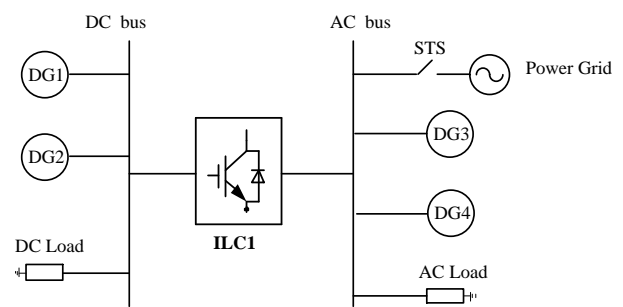 DC bus
AC bus
STS
DG1
Power Grid
DG2
DG3
DG4
ILC1
DC Load
AC Load